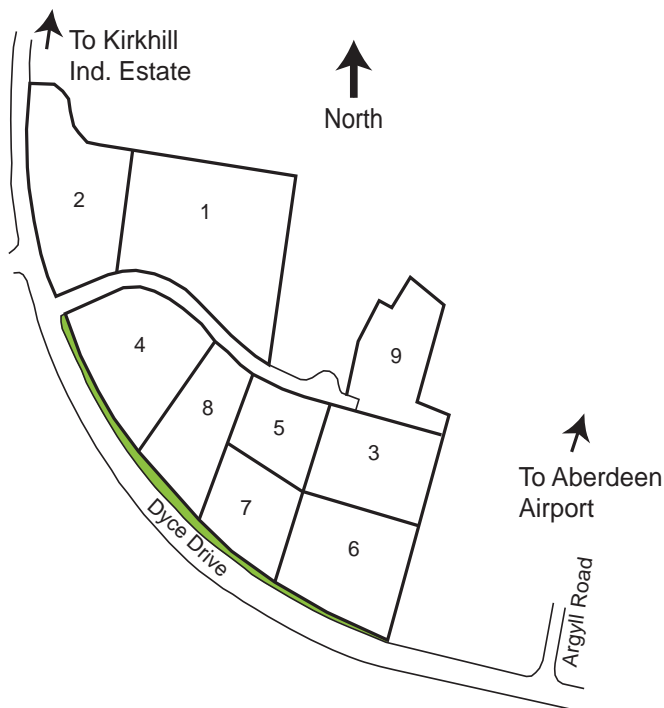 To Kirkhill
Ind. Estate
North
2
1
4
9
8
5
3
7
6
To Aberdeen
Airport
Dyce Drive
Argyll Road